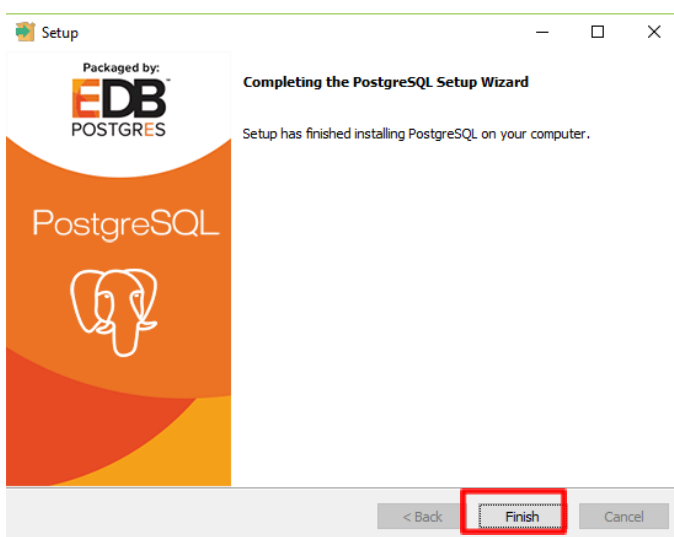 Setup
Packaged by:
EDB
POSTGRES
PostgreSQL
Completing the PostgreSQL Setup Wizard
Setup has finished installing PostgreSQL on your computer.
< Back
Finish
Cancel